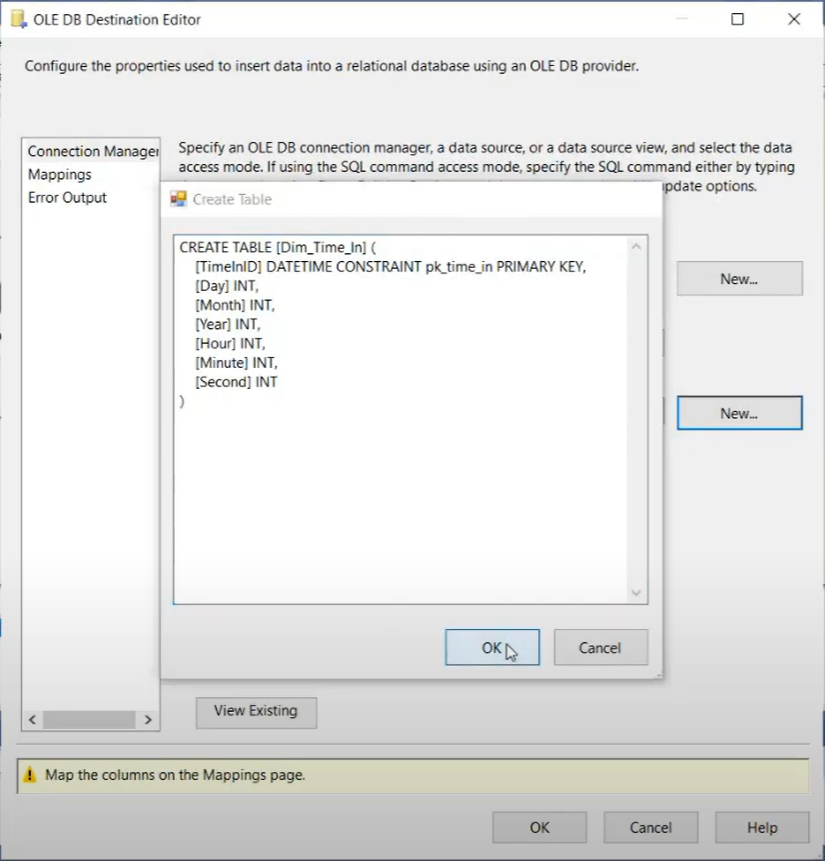 OLE DB Destination Editor
Configure the properties used to insert data into a relational database using an OLE DB provider.
Connection Manager
Mappings
Error Output
Specify an OLE DB connection manager, a data source, or a data source view, and select the data
access mode. If using the SQL command access mode, specify the SQL command either by typing
update options.
Create Table
CREATE TABLE [Dim_Time_In] (
[TimeInID] DATETIME CONSTRAINT pk_time_in PRIMARY KEY,
[Day] INT,
[Month] INT,
[Year] INT,
[Hour] INT,
[Minute] INT,
[Second] INT
)
New...
New...
OK
Cancel
View Existing
Map the columns on the Mappings page.
OK
Cancel
Help